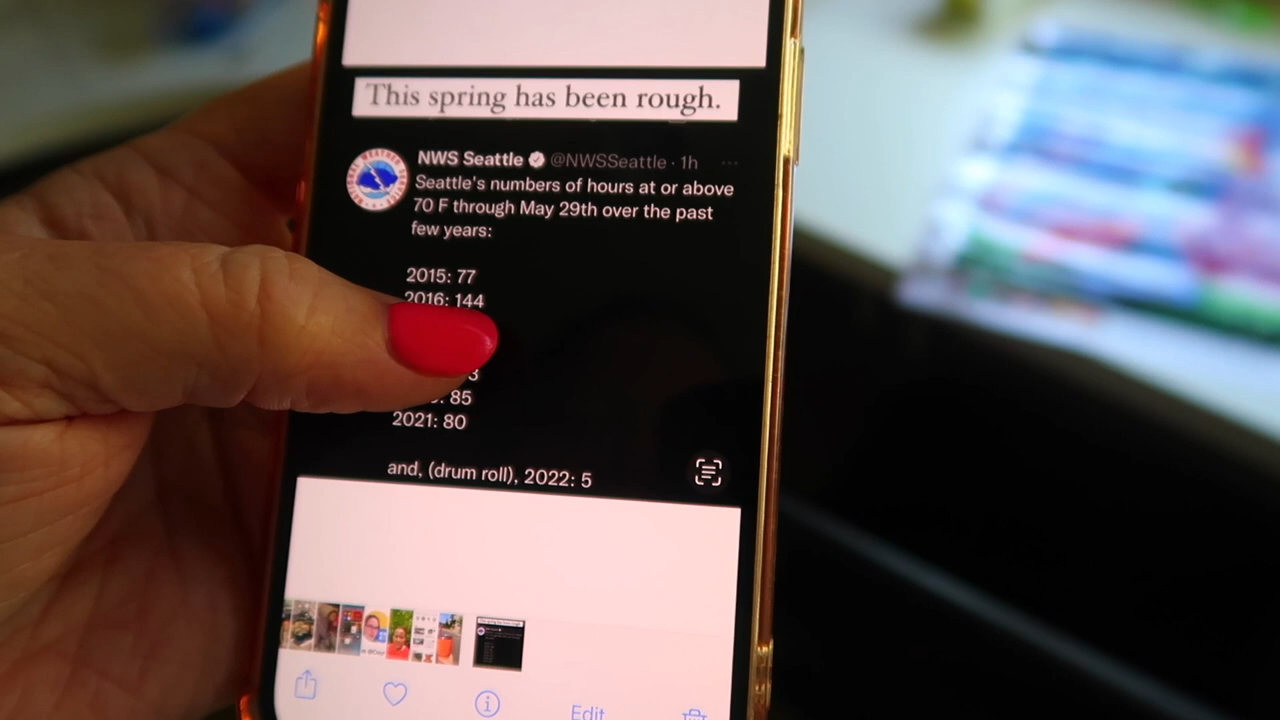 This spring has been rough.
NWS Seattle @NWSSeattle · 1h
Seattle's numbers of hours at or above
70 F through May 29th over the past
few years:
2015: 77
2016: 144
3
: 85
2021: 80
and, (drum roll), 2022: 5
Edit